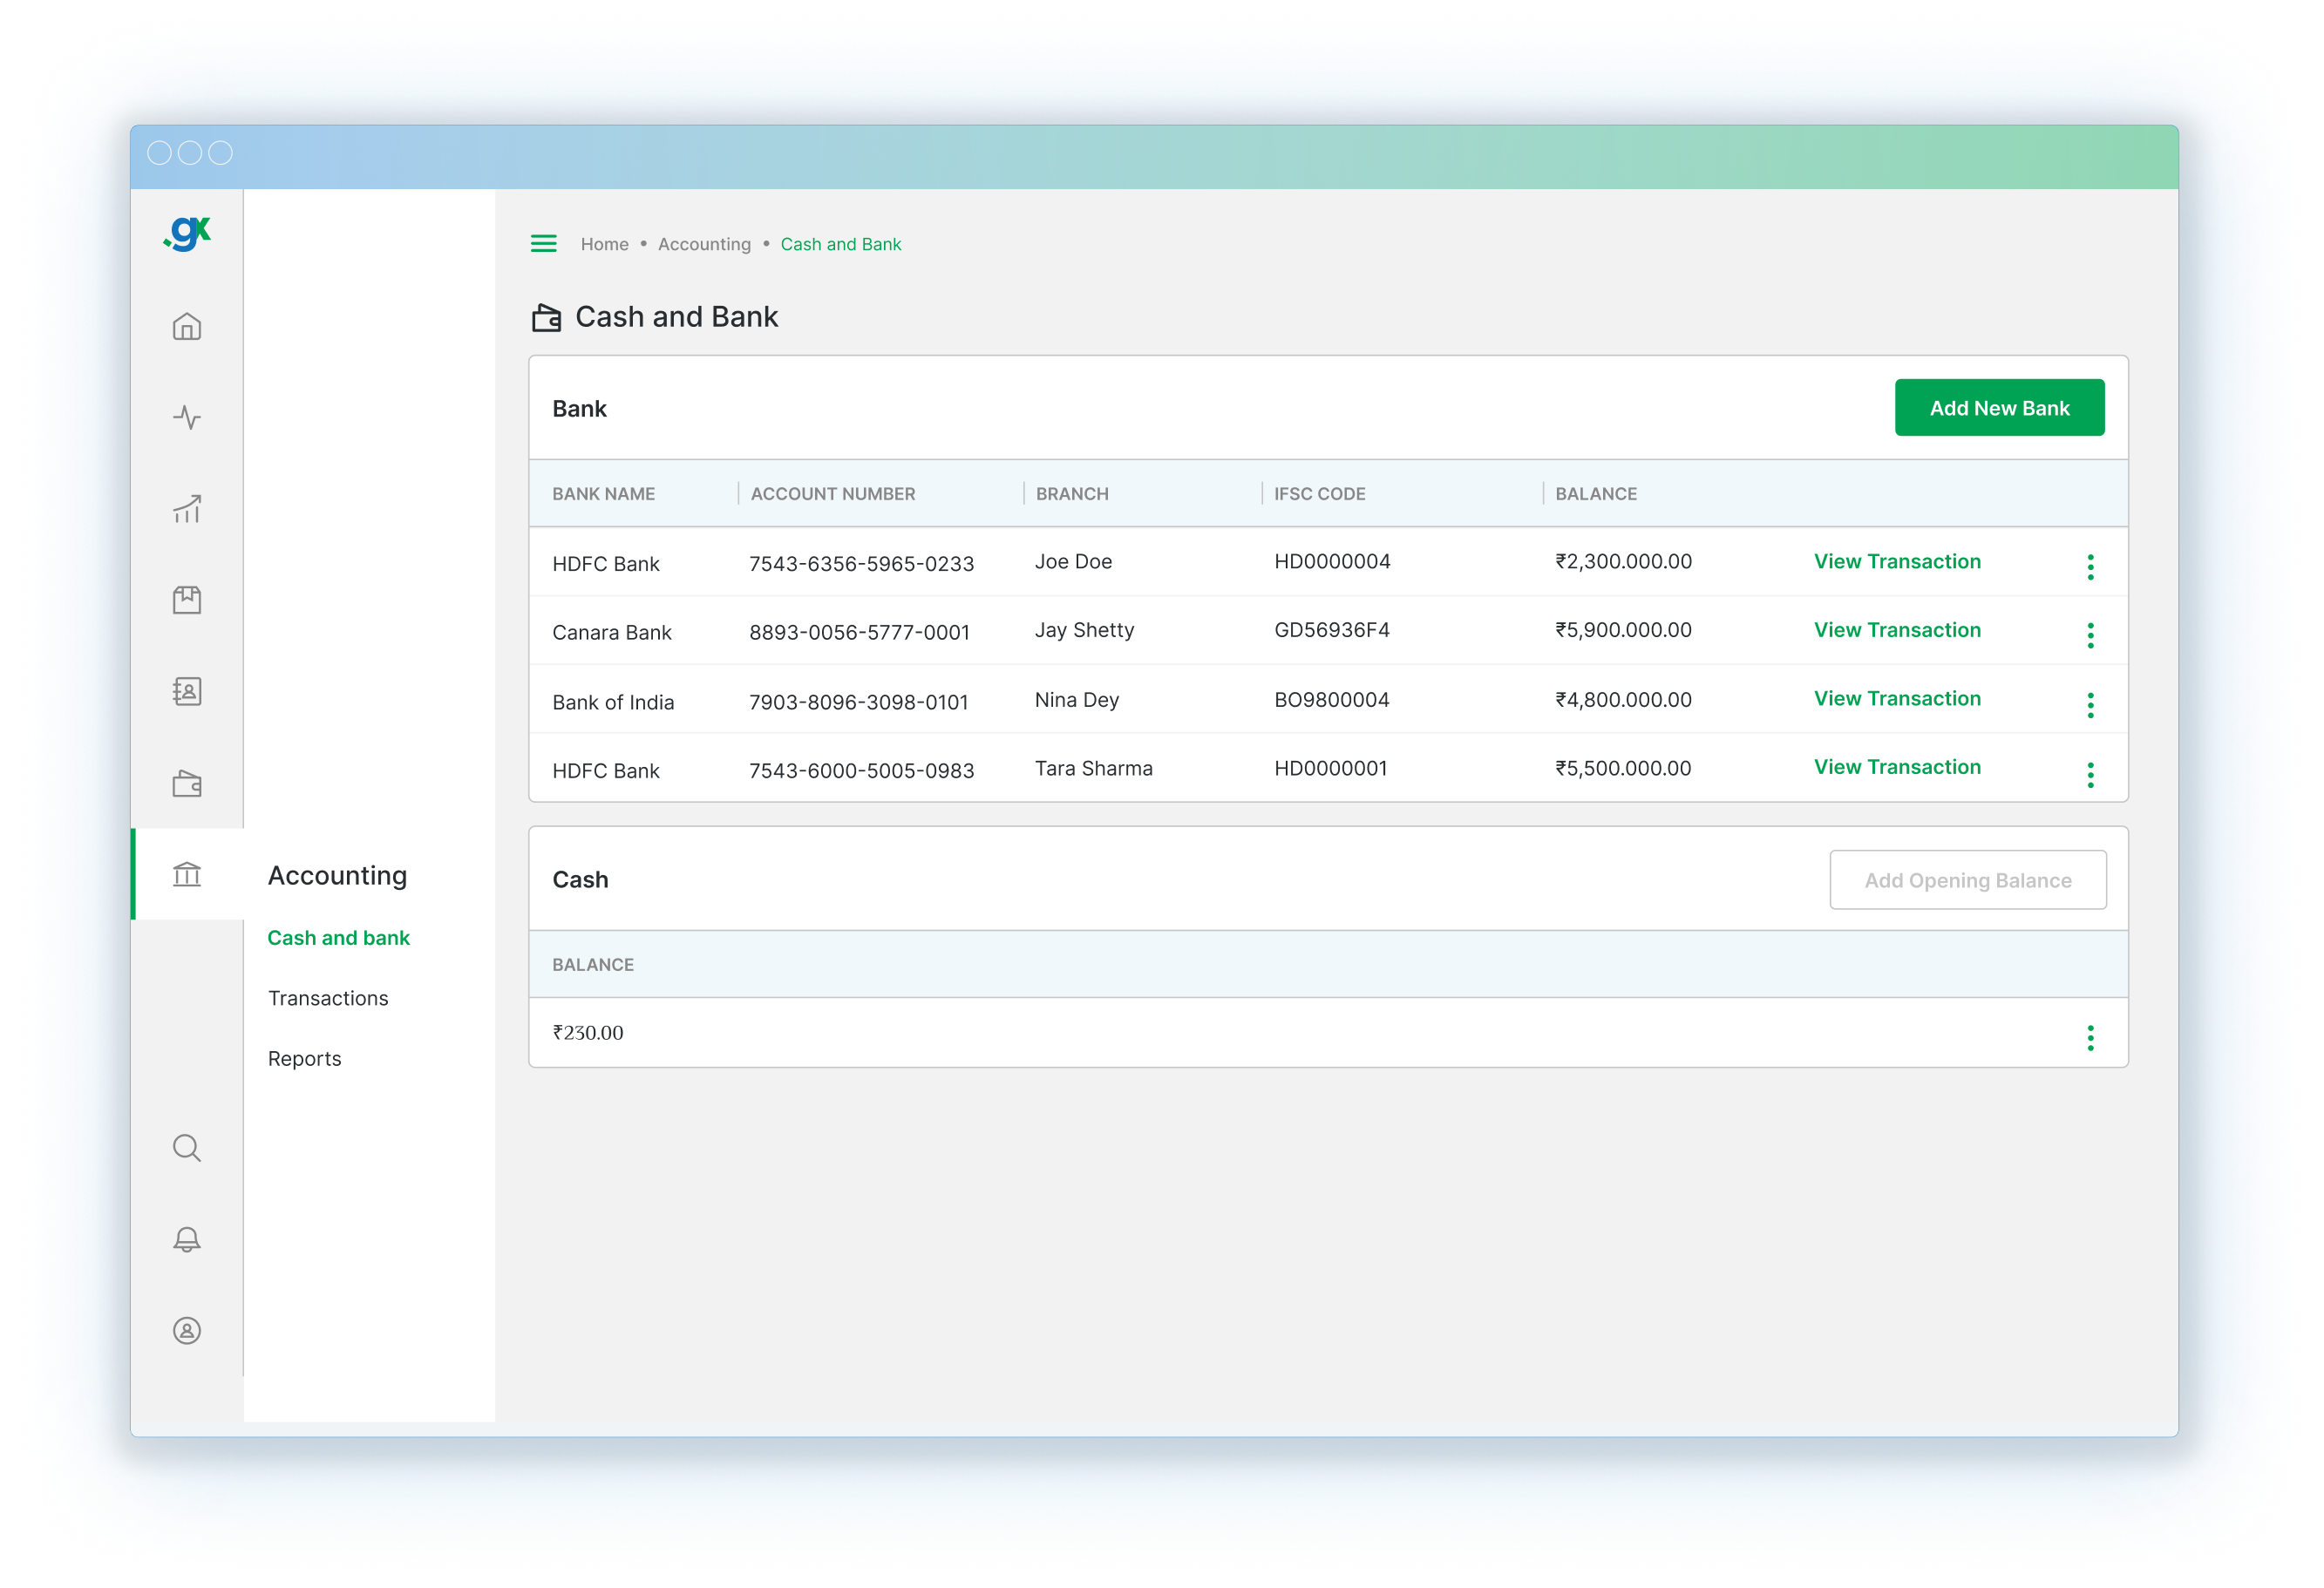 .gx
Home • Accounting • Cash and Bank
Cash and Bank
Bank
Add New Bank
BANK NAME ACCOUNT NUMBER BRANCH IFSC CODE BALANCE
HDFC Bank 7543-6356-5965-0233 Joe Doe HD0000004 ₹2,300.000.00 View Transaction
Canara Bank 8893-0056-5777-0001 Jay Shetty GD56936F4 ₹5,900.000.00 View Transaction
Bank of India 7903-8096-3098-0101 Nina Dey BO9800004 ₹4,800.000.00 View Transaction
HDFC Bank 7543-6000-5005-0983 Tara Sharma HD0000001 ₹5,500.000.00 View Transaction
Cash
Add Opening Balance
BALANCE
₹230.00
Accounting
Cash and bank
Transactions
Reports